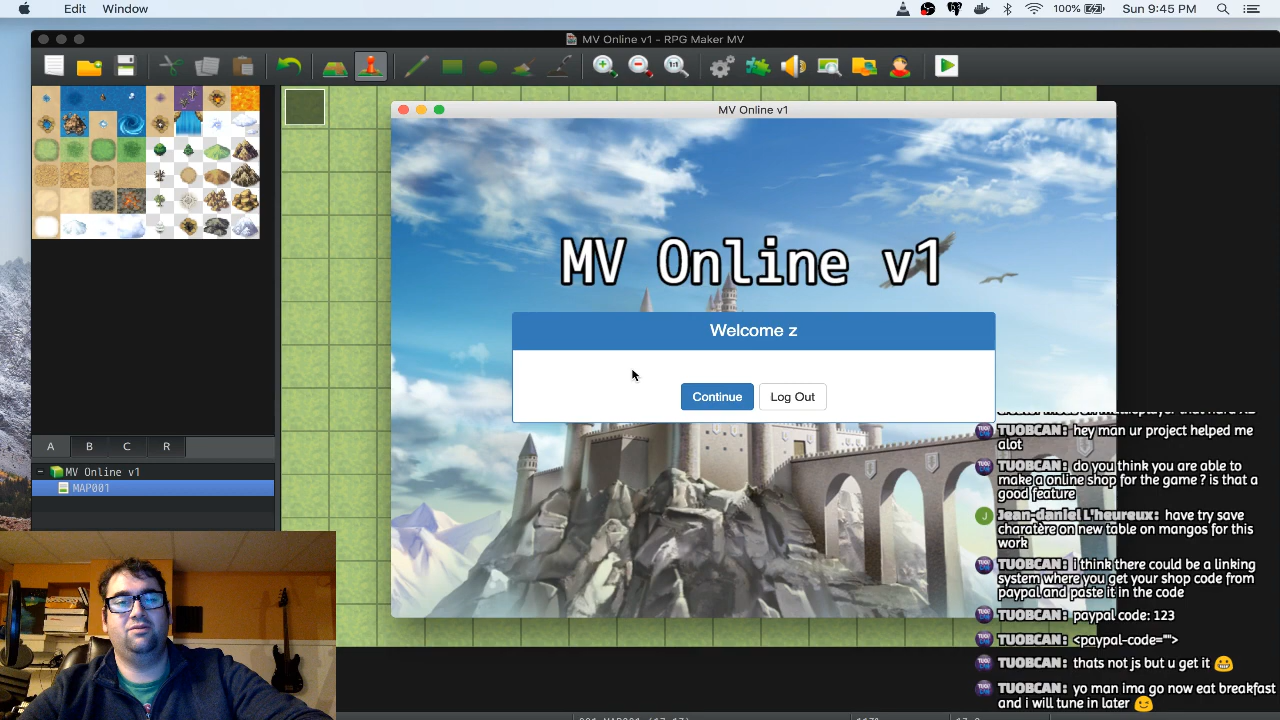 Edit Window 100% Sun 9:45 PM
MV Online v1 - RPG Maker MV
1:1
MV Online v1
MV Online v1
Welcome z
Continue Log Out
A B C R
MV Online v1
MAP001
TUOBCAN: hey man ur project helped me
alot
TUOBCAN: do you think you are able to
make a online shop for the game ? is that a
good feature
Jean-daniel L'heureux: have try save
charatère on new table on mangos for this
work
TUOBCAN: i think there could be a linking
system where you get your shop code from
paypal and paste it in the code
TUOBCAN: paypal code: 123
TUOBCAN: <paypal-code="">
TUOBCAN: thats not js but u get it 😬
TUOBCAN: yo man ima go now eat breakfast
and i will tune in later 😉